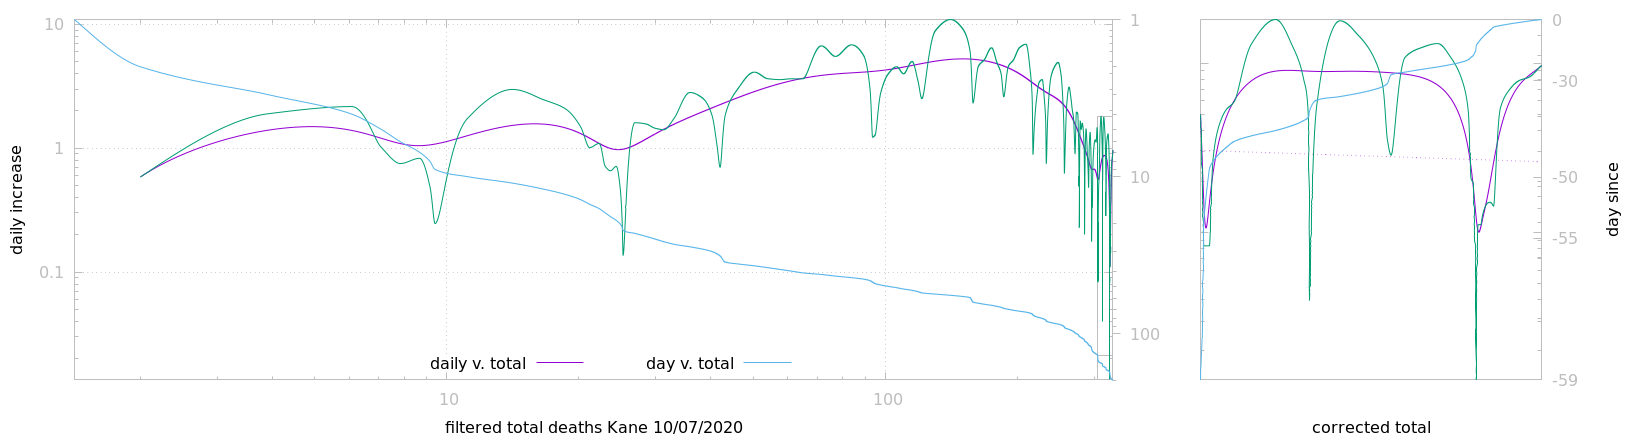 daily increase
10
1
0.1
10
100
filtered total deaths Kane 10/07/2020
daily v. total
day v. total
1
10
100
0
-30
-50
-55
-59
day since
corrected total